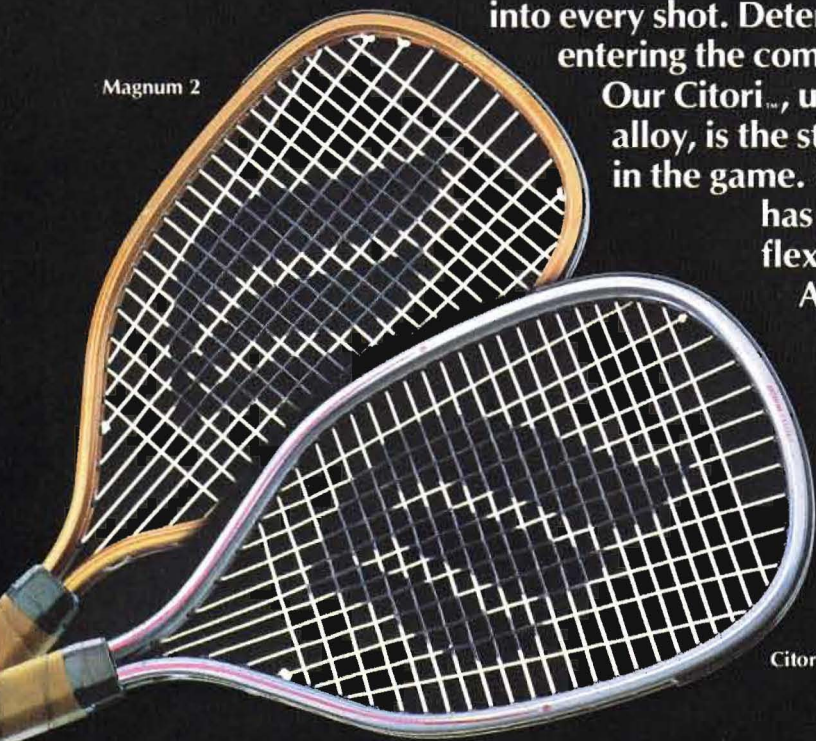 into every shot. Deter
entering the com
Our Citori™, u
alloy, is the st
in the game.
has
flex
A
Magnum 2
Citor